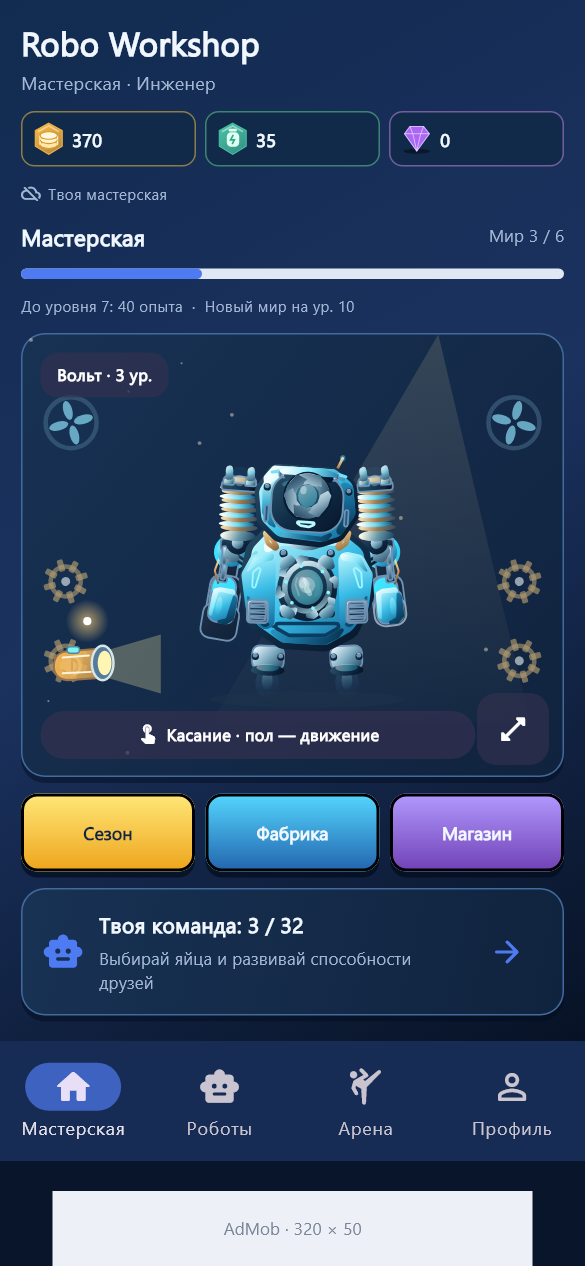 Robo Workshop
Мастерская · Инженер
370
35
0
Твоя мастерская
Мастерская
Мир 3 / 6
До уровня 7: 40 опыта · Новый мир на ур. 10
Вольт · 3 ур.
Касание · пол — движение
Сезон
Фабрика
Магазин
Твоя команда: 3 / 32
Выбирай яйца и развивай способности
друзей
Мастерская
Роботы
Арена
Профиль
AdMob · 320 × 50